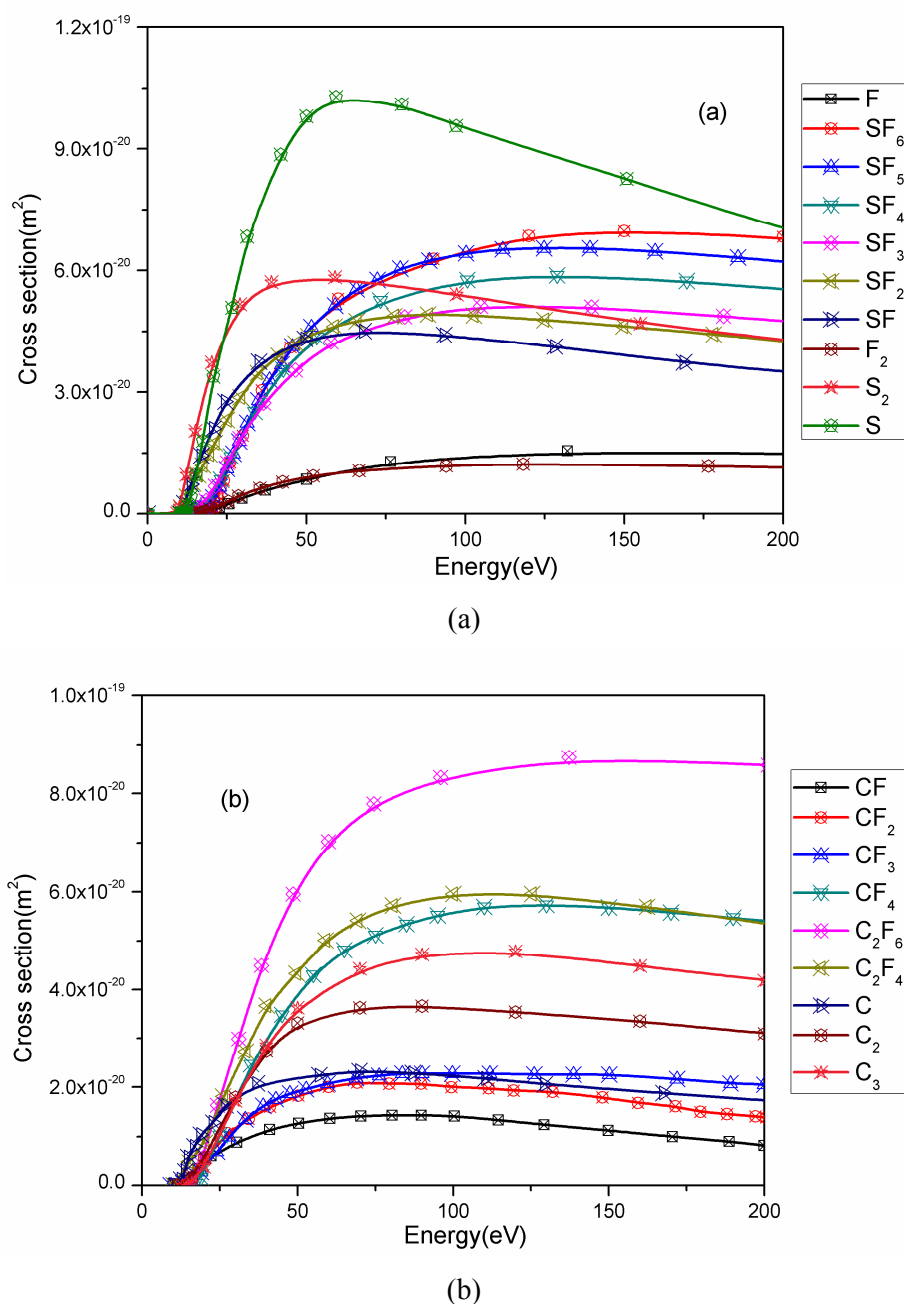 1.2x10⁻¹⁹
9.0x10⁻²⁰
6.0x10⁻²⁰
3.0x10⁻²⁰
0.0
Cross section(m²)
0 50 100 150 200
Energy(eV)
(a)
F
SF₆
SF₅
SF₄
SF₃
SF₂
SF
F₂
S₂
S
(a)
1.0x10⁻¹⁹
8.0x10⁻²⁰
6.0x10⁻²⁰
4.0x10⁻²⁰
2.0x10⁻²⁰
0.0
Cross section(m²)
0 50 100 150 200
Energy(eV)
(b)
CF
CF₂
CF₃
CF₄
C₂F₆
C₂F₄
C
C₂
C₃
(b)